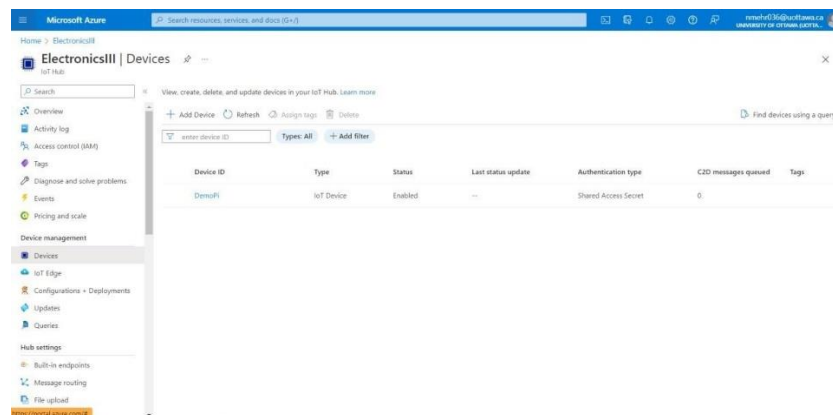 Microsoft Azure
Search resources, services, and docs (G+/)
nmohr036@uottawa.ca
UNIVERSITY OF OTTAWA (UOTTA...
Home > ElectronicsIII
ElectronicsIII | Devices
IoT Hub
Search
View, create, delete, and update devices in your IoT Hub. Learn more
Overview
Activity log
Access control (IAM)
Tags
Diagnose and solve problems
Events
Pricing and scale
Device management
Devices
IoT Edge
Configurations + Deployments
Updates
Queries
Hub settings
Built-in endpoints
Message routing
File upload
+ Add Device Refresh Assign tags Delete
Find devices using a query
enter device ID Types: All + Add filter
Device ID Type Status Last status update Authentication type C2D messages queued Tags
DemoPi IoT Device Enabled -- Shared Access Secret 0